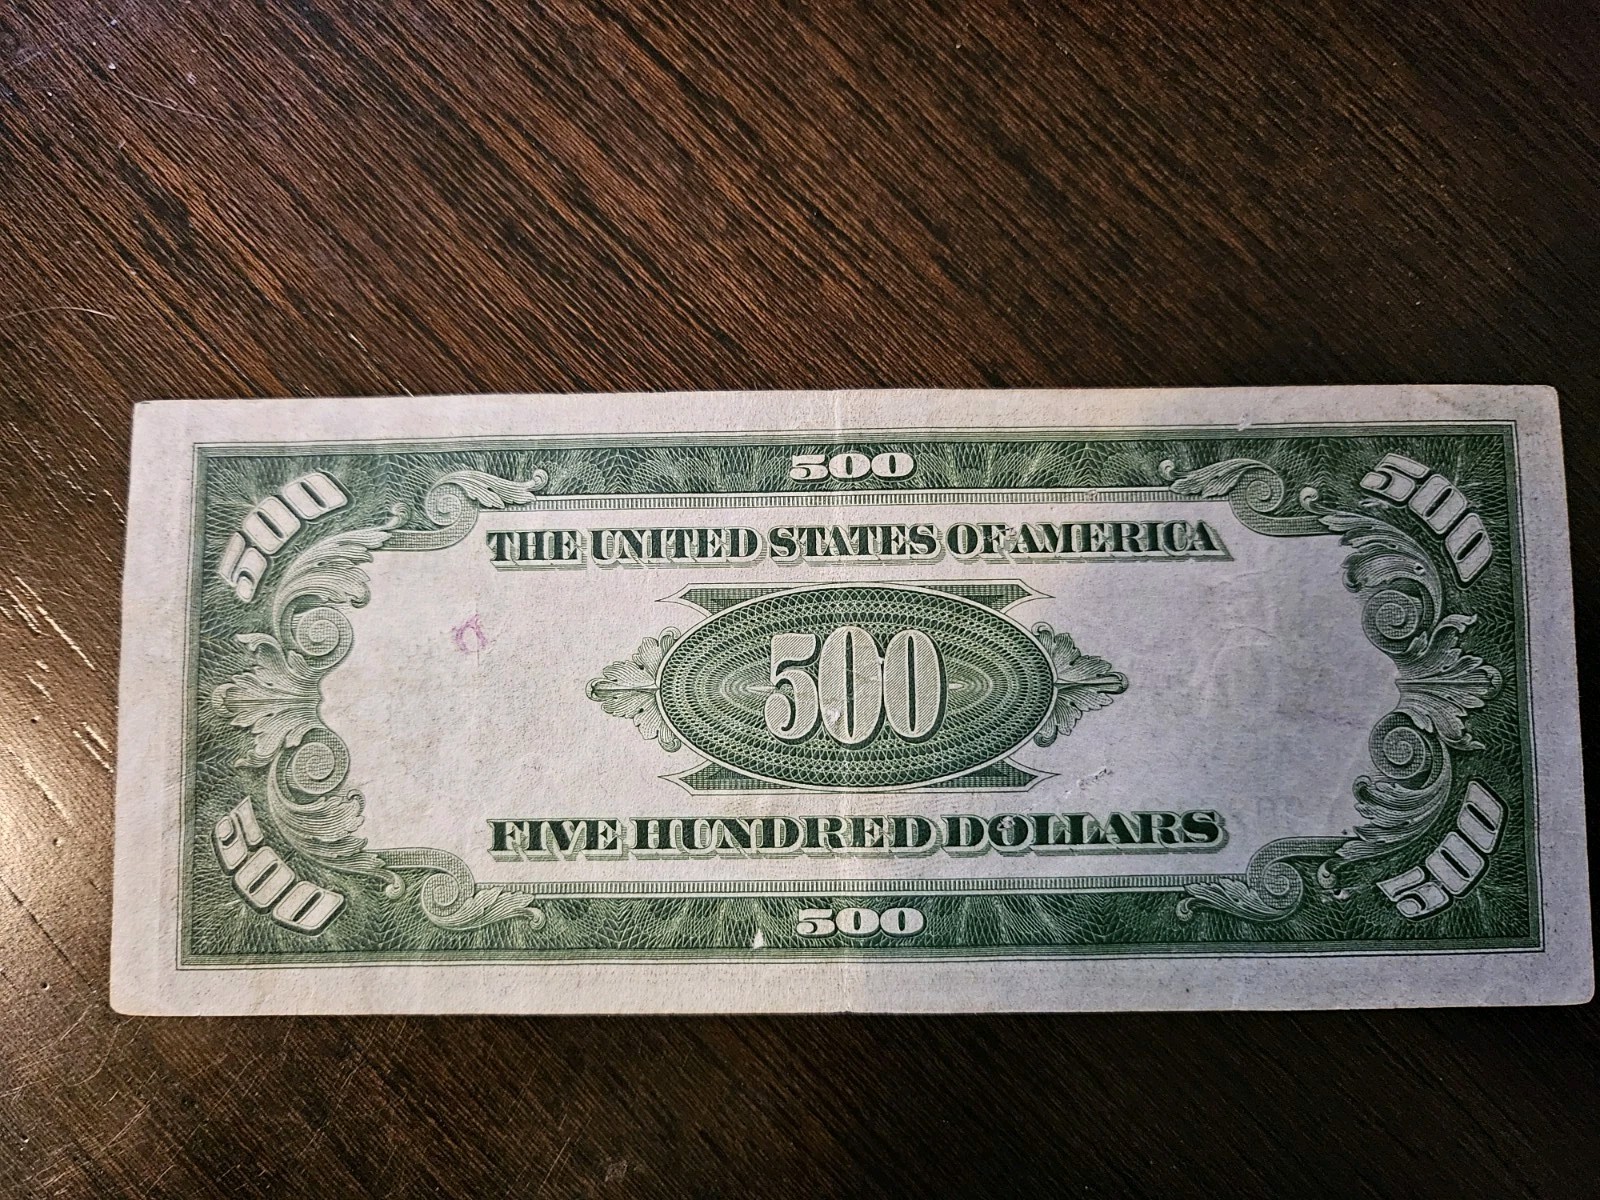 500
500 500
THE UNITED STATES OF AMERICA
500
FIVE HUNDRED DOLLARS
500 500
500